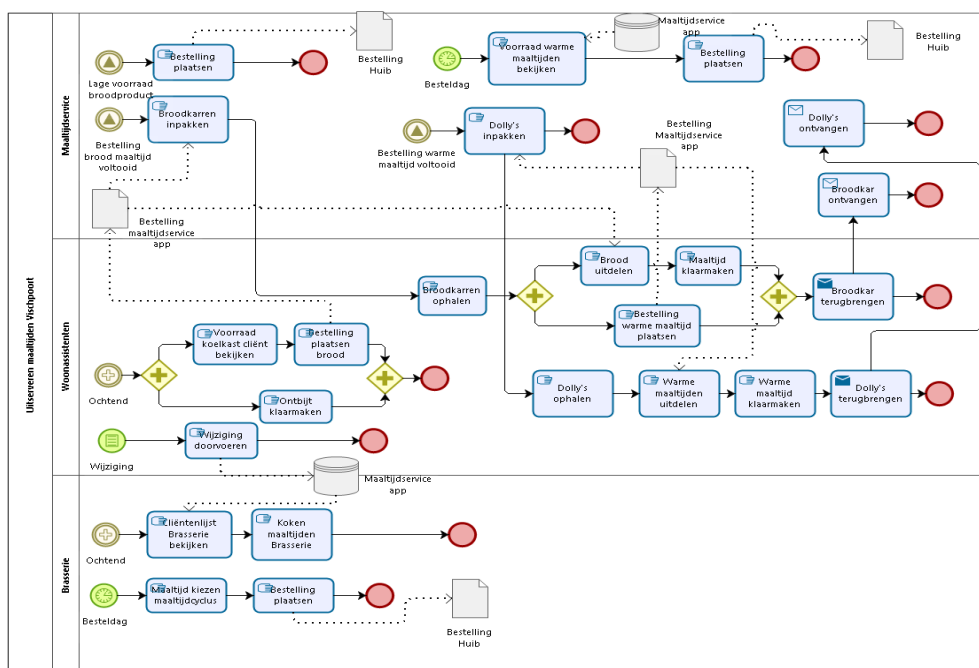 Uitserveren maaltijden Vischpoort
Maaltijdservice
Lage voorraad
broodproduct
Bestelling
plaatsen
Bestelling
Huib
Besteldag
Voorraad warme
maaltijden
bekijken
Maaltijdservice
app
Bestelling
plaatsen
Bestelling
Huib
Bestelling
brood maaltijd
voltooid
Broodkarren
inpakken
Bestelling warme
maaltijd voltooid
Dolly's
inpakken
Bestelling
Maaltijdservice
app
Dolly's
ontvangen
Broodkar
ontvangen
Bestelling
maaltijdservice
app
Woonassistenten
Broodkarren
ophalen
Brood
uitdelen
Maaltijd
klaarmaken
Bestelling
warme maaltijd
plaatsen
Broodkar
terugbrengen
Ochtend
Voorraad
koelkast cliënt
bekijken
Bestelling
plaatsen
brood
Ontbijt
klaarmaken
Dolly's
ophalen
Warme
maaltijden
uitdelen
Warme
maaltijd
klaarmaken
Dolly's
terugbrengen
Wijziging
Wijziging
doorvoeren
Maaltijdservice
app
Brasserie
Ochtend
Cliëntenlijst
Brasserie
bekijken
Koken
maaltijden
Brasserie
Besteldag
Maaltijd kiezen
maaltijdcyclus
Bestelling
plaatsen
Bestelling
Huib